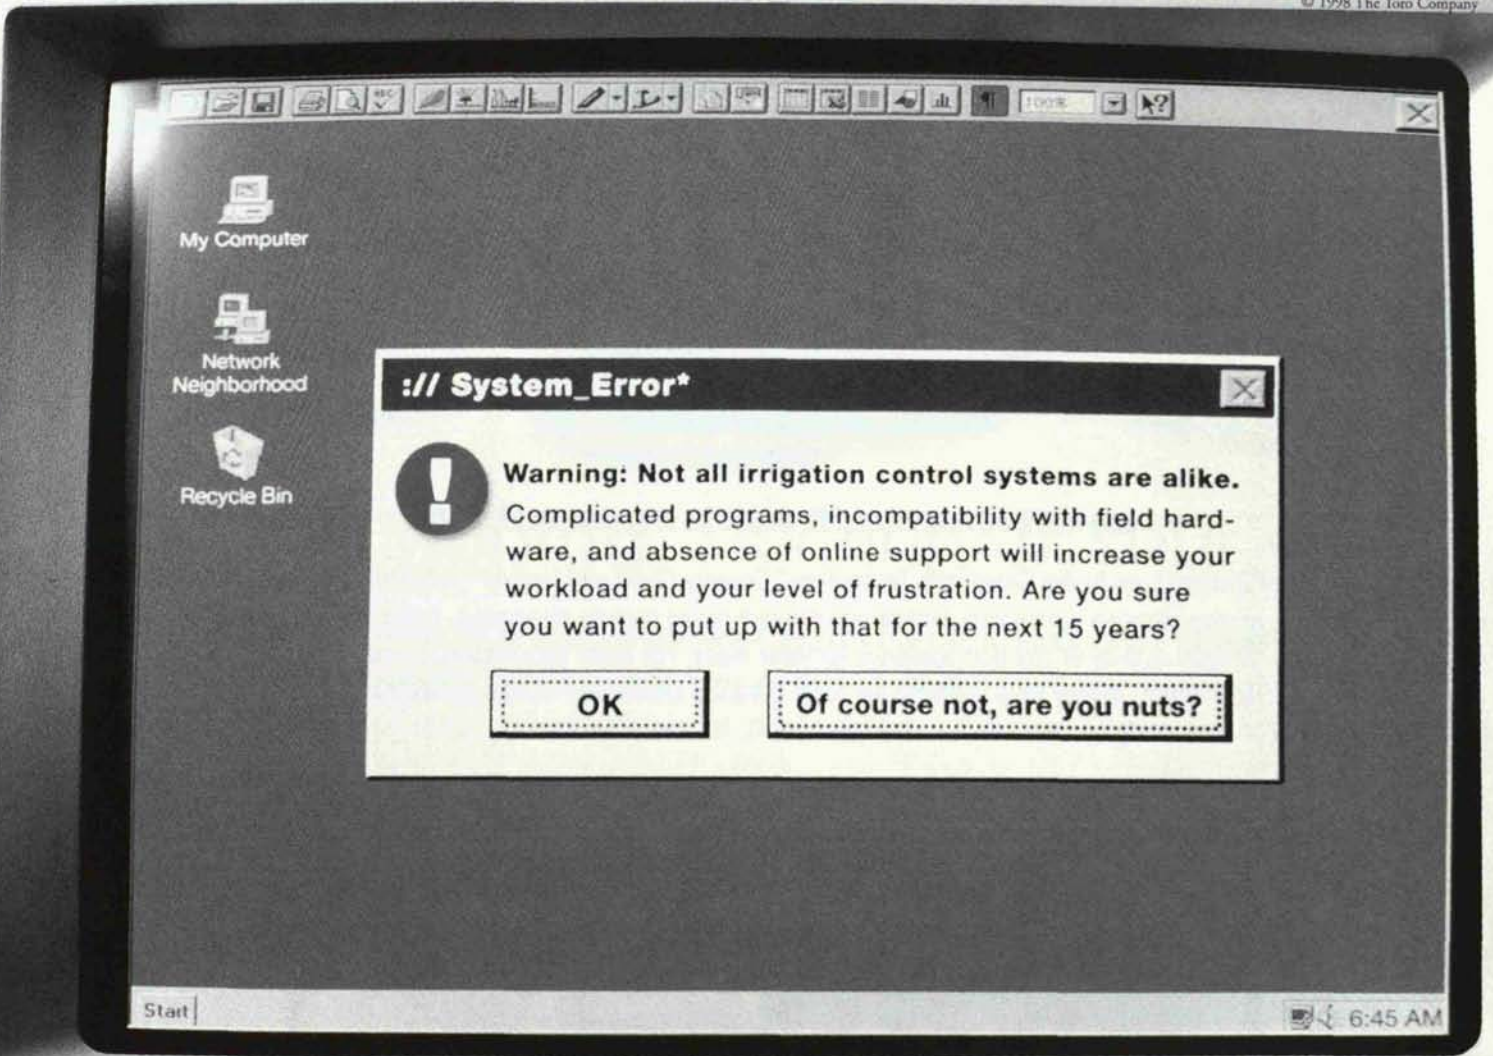 © 1998 The Toro Company
ABC
100%
My Computer
Network
Neighborhood
Recycle Bin
:// System_Error*
Warning: Not all irrigation control systems are alike.
Complicated programs, incompatibility with field hard-
ware, and absence of online support will increase your
workload and your level of frustration. Are you sure
you want to put up with that for the next 15 years?
OK
Of course not, are you nuts?
Start
6:45 AM